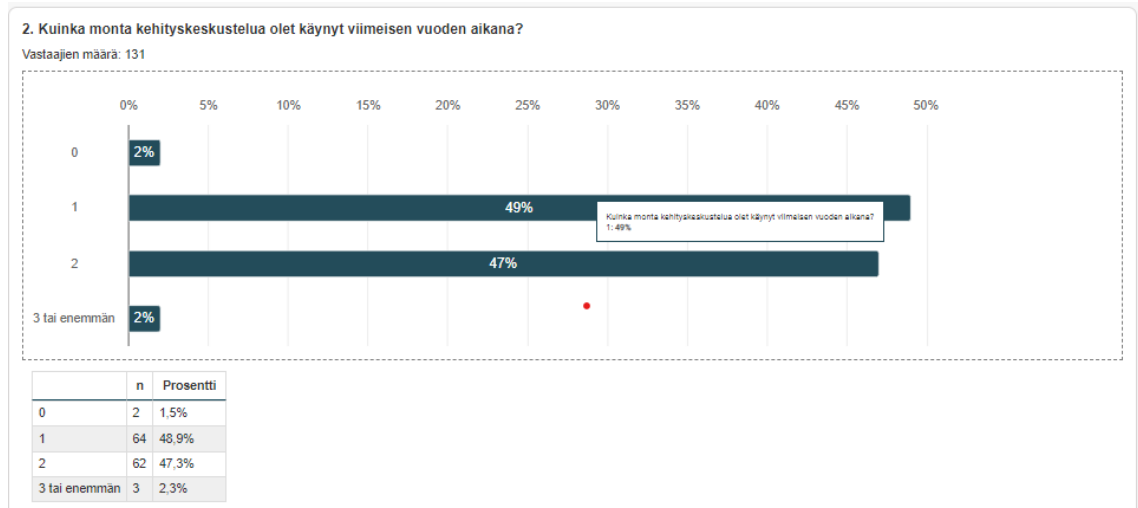 2. Kuinka monta kehityskeskustelua olet käynyt viimeisen vuoden aikana?
Vastaajien määrä: 131
0% 5% 10% 15% 20% 25% 30% 35% 40% 45% 50%
0 2%
1 49%
Kuinka monta kehityskeskustelua olet käynyt viimeisen vuoden aikana?
1: 49%
2 47%
3 tai enemmän 2%
n Prosentti
0 2 1,5%
1 64 48,9%
2 62 47,3%
3 tai enemmän 3 2,3%